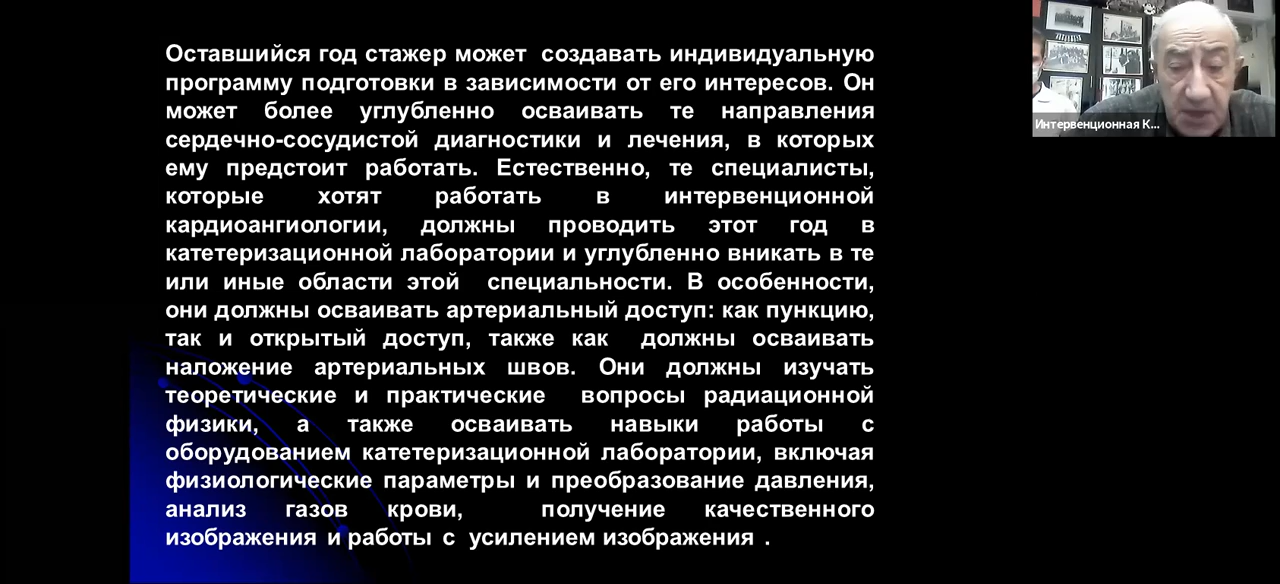 Оставшийся год стажер может создавать индивидуальную
программу подготовки в зависимости от его интересов. Он
может более углубленно осваивать те направления
сердечно-сосудистой диагностики и лечения, в которых
ему предстоит работать. Естественно, те специалисты,
которые хотят работать в интервенционной
кардиоангиологии, должны проводить этот год в
катетеризационной лаборатории и углубленно вникать в те
или иные области этой специальности. В особенности,
они должны осваивать артериальный доступ: как пункцию,
так и открытый доступ, также как должны осваивать
наложение артериальных швов. Они должны изучать
теоретические и практические вопросы радиационной
физики, а также осваивать навыки работы с
оборудованием катетеризационной лаборатории, включая
физиологические параметры и преобразование давления,
анализ газов крови, получение качественного
изображения и работы с усилением изображения .
Интервенционная К...